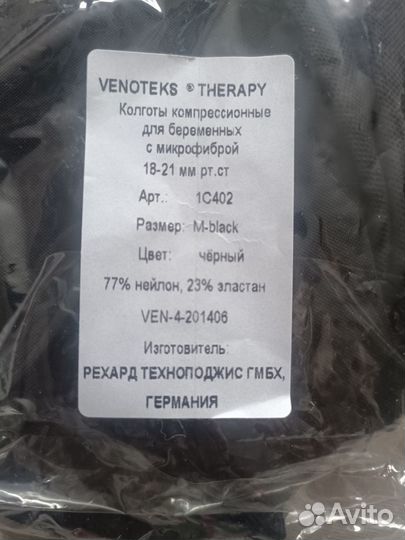 VENOTEKS ® THERAPY
Колготы компрессионные
для беременных
с микрофиброй
18-21 мм рт.ст
Арт.: 1C402
Размер: M-black
Цвет: чёрный
77% нейлон, 23% эластан
VEN-4-201406
Изготовитель:
РЕХАРД ТЕХНОПОДЖИС ГМБХ,
ГЕРМАНИЯ
Avito